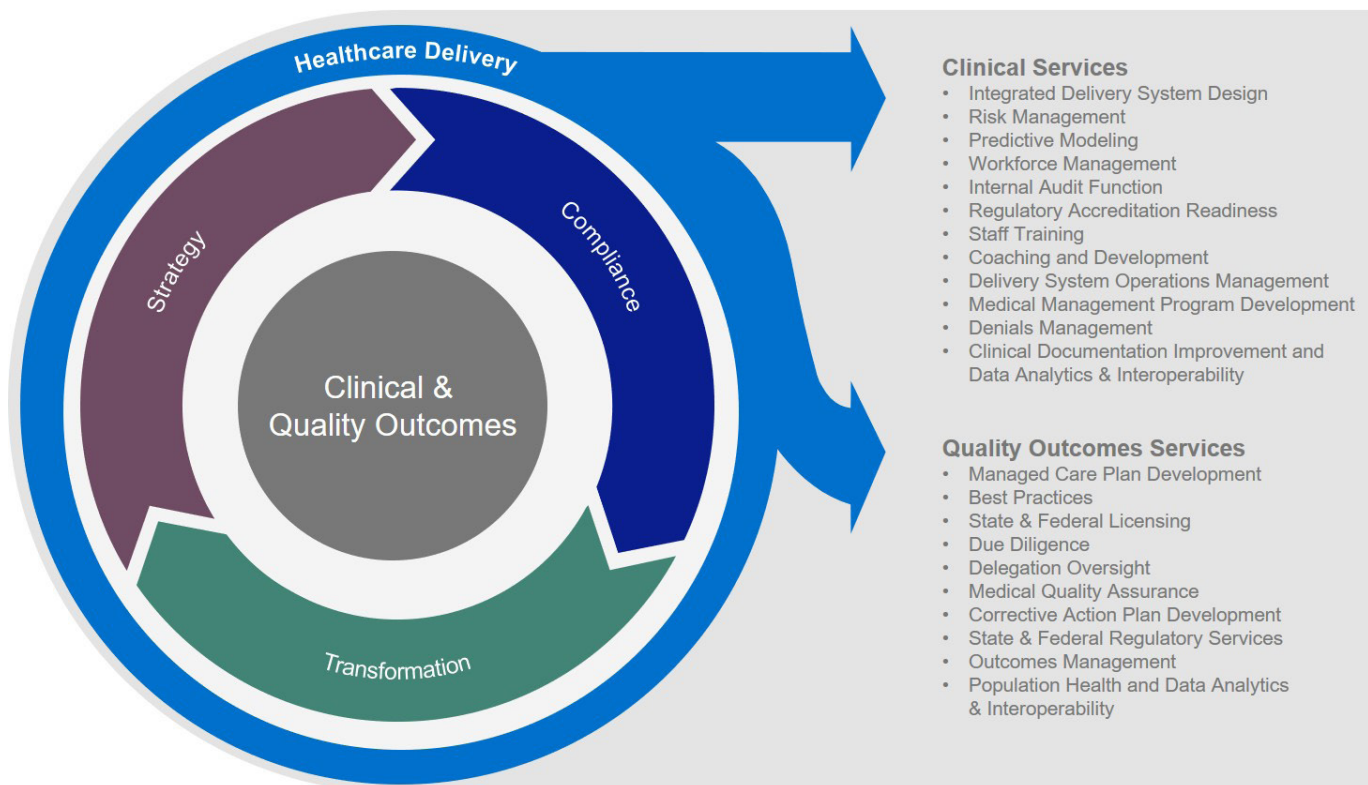 Healthcare Delivery
Strategy
Compliance
Transformation
Clinical &
Quality Outcomes
Clinical Services
• Integrated Delivery System Design
• Risk Management
• Predictive Modeling
• Workforce Management
• Internal Audit Function
• Regulatory Accreditation Readiness
• Staff Training
• Coaching and Development
• Delivery System Operations Management
• Medical Management Program Development
• Denials Management
• Clinical Documentation Improvement and
Data Analytics & Interoperability
Quality Outcomes Services
• Managed Care Plan Development
• Best Practices
• State & Federal Licensing
• Due Diligence
• Delegation Oversight
• Medical Quality Assurance
• Corrective Action Plan Development
• State & Federal Regulatory Services
• Outcomes Management
• Population Health and Data Analytics
& Interoperability